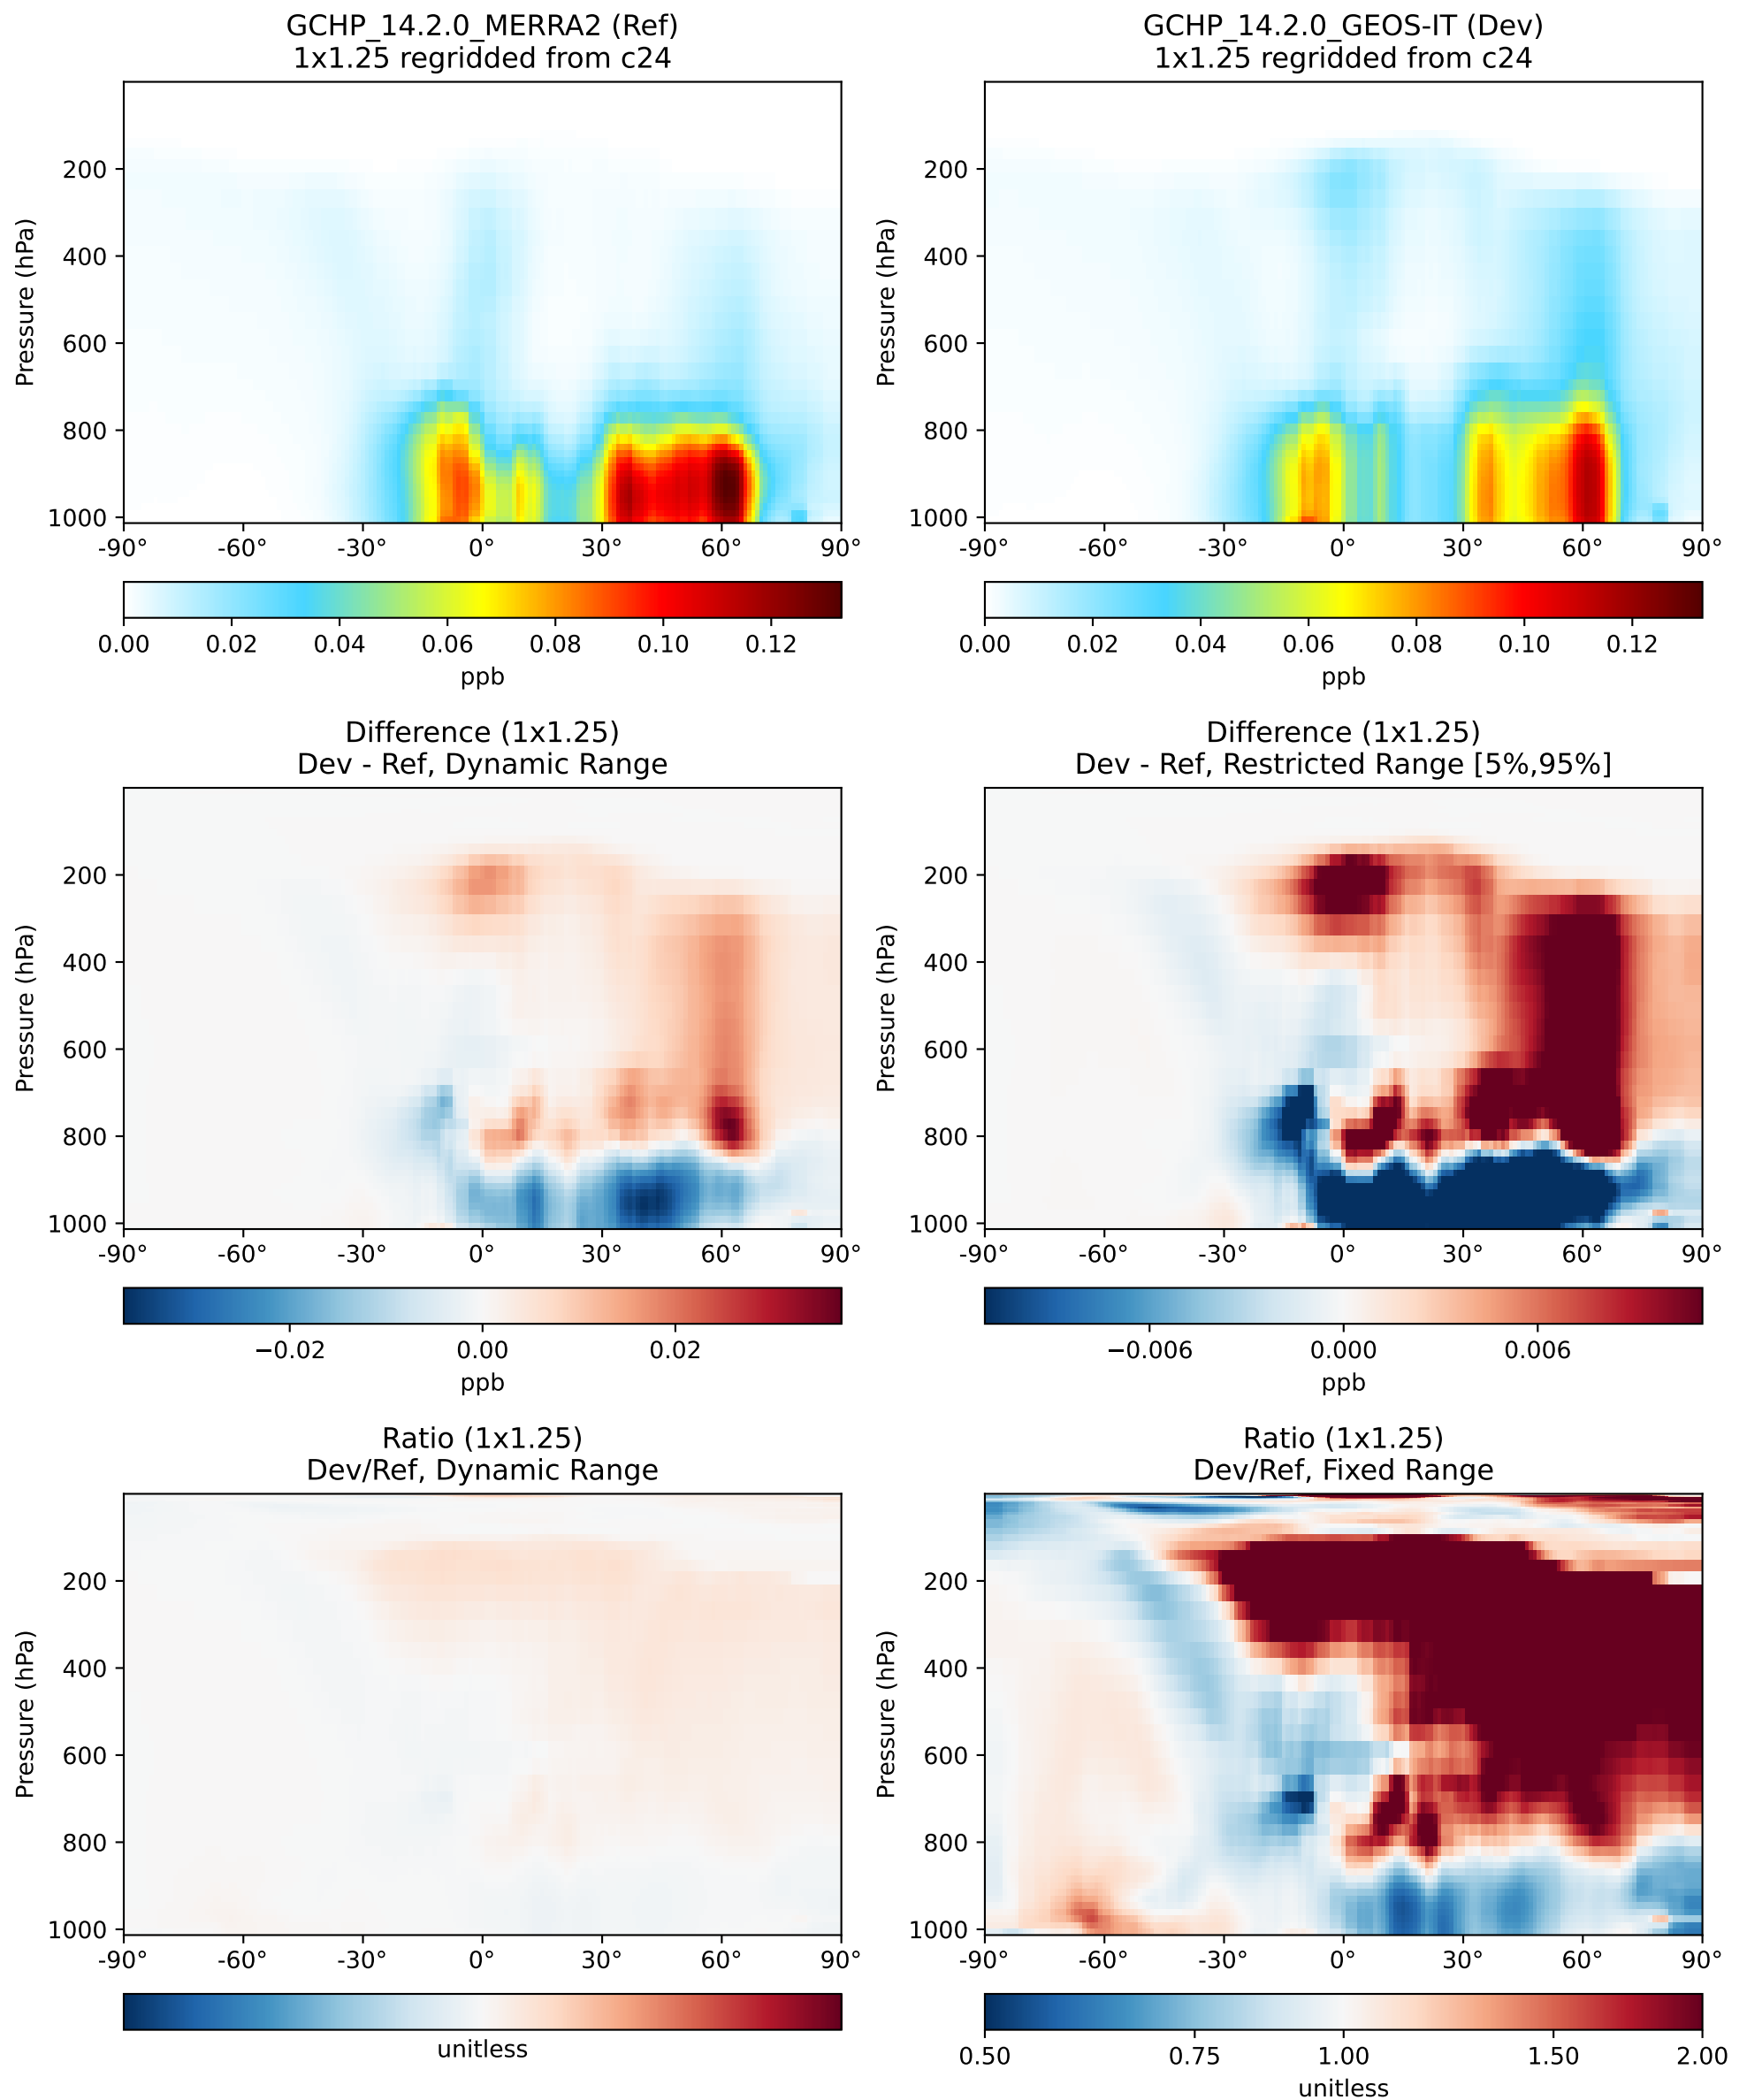 GCHP_14.2.0_MERRA2 (Ref)
1x1.25 regridded from c24
Pressure (hPa)
200
400
600
800
1000
-90° -60° -30° 0° 30° 60° 90°
0.00 0.02 0.04 0.06 0.08 0.10 0.12
ppb
GCHP_14.2.0_GEOS-IT (Dev)
1x1.25 regridded from c24
Pressure (hPa)
200
400
600
800
1000
-90° -60° -30° 0° 30° 60° 90°
0.00 0.02 0.04 0.06 0.08 0.10 0.12
ppb
Difference (1x1.25)
Dev - Ref, Dynamic Range
Pressure (hPa)
200
400
600
800
1000
-90° -60° -30° 0° 30° 60° 90°
−0.02 0.00 0.02
ppb
Difference (1x1.25)
Dev - Ref, Restricted Range [5%,95%]
Pressure (hPa)
200
400
600
800
1000
-90° -60° -30° 0° 30° 60° 90°
−0.006 0.000 0.006
ppb
Ratio (1x1.25)
Dev/Ref, Dynamic Range
Pressure (hPa)
200
400
600
800
1000
-90° -60° -30° 0° 30° 60° 90°
unitless
Ratio (1x1.25)
Dev/Ref, Fixed Range
Pressure (hPa)
200
400
600
800
1000
-90° -60° -30° 0° 30° 60° 90°
0.50 0.75 1.00 1.50 2.00
unitless